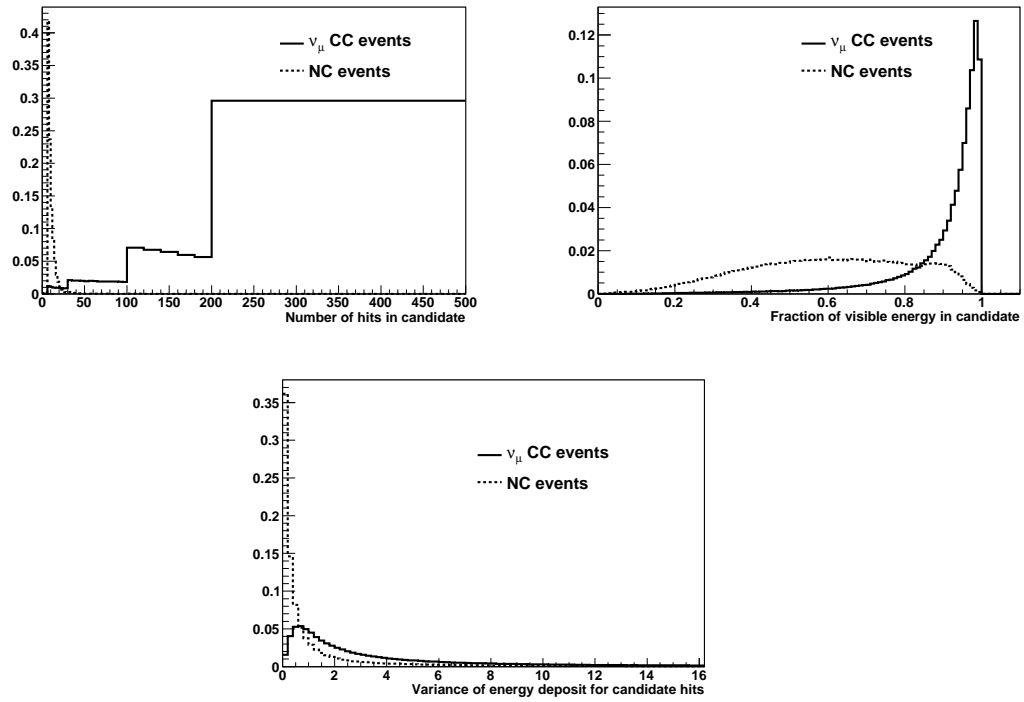 0.4
0.35
0.3
0.25
0.2
0.15
0.1
0.05
0
ν_μ CC events
NC events
50 100 150 200 250 300 350 400 450 500
Number of hits in candidate
0.12
0.1
0.08
0.06
0.04
0.02
0
ν_μ CC events
NC events
0 0.2 0.4 0.6 0.8 1
Fraction of visible energy in candidate
0.35
0.3
0.25
0.2
0.15
0.1
0.05
0
ν_μ CC events
NC events
0 2 4 6 8 10 12 14 16
Variance of energy deposit for candidate hits